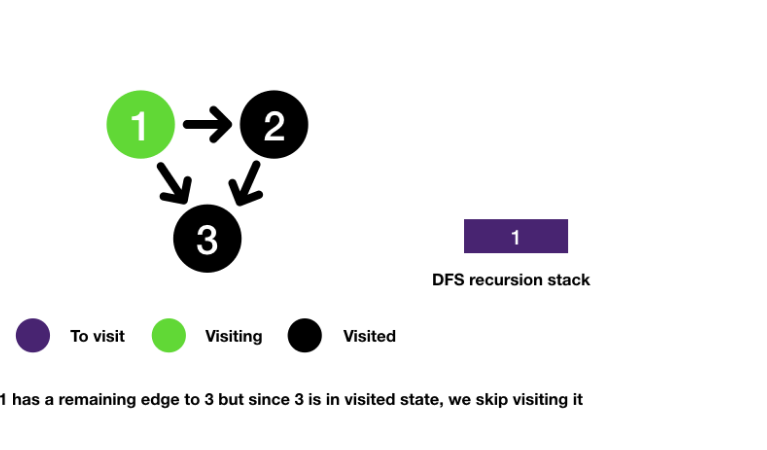 1
2
3
1
DFS recursion stack
To visit
Visiting
Visited
1 has a remaining edge to 3 but since 3 is in visited state, we skip visiting it